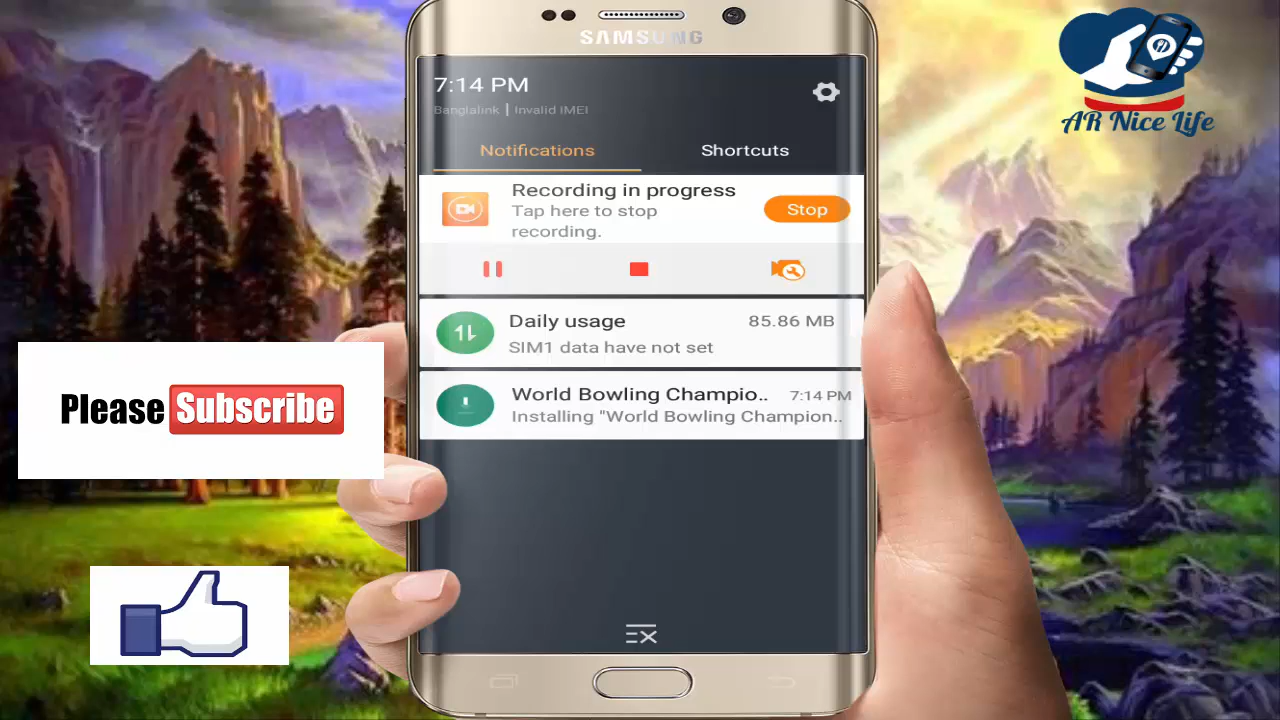 SAMSUNG
AR Nice Life
7:14 PM
Banglalink | Invalid IMEI
Notifications
Shortcuts
Recording in progress
Tap here to stop
recording.
Stop
Daily usage
85.86 MB
SIM1 data have not set
World Bowling Champio..
7:14 PM
Installing "World Bowling Champion..
Please Subscribe